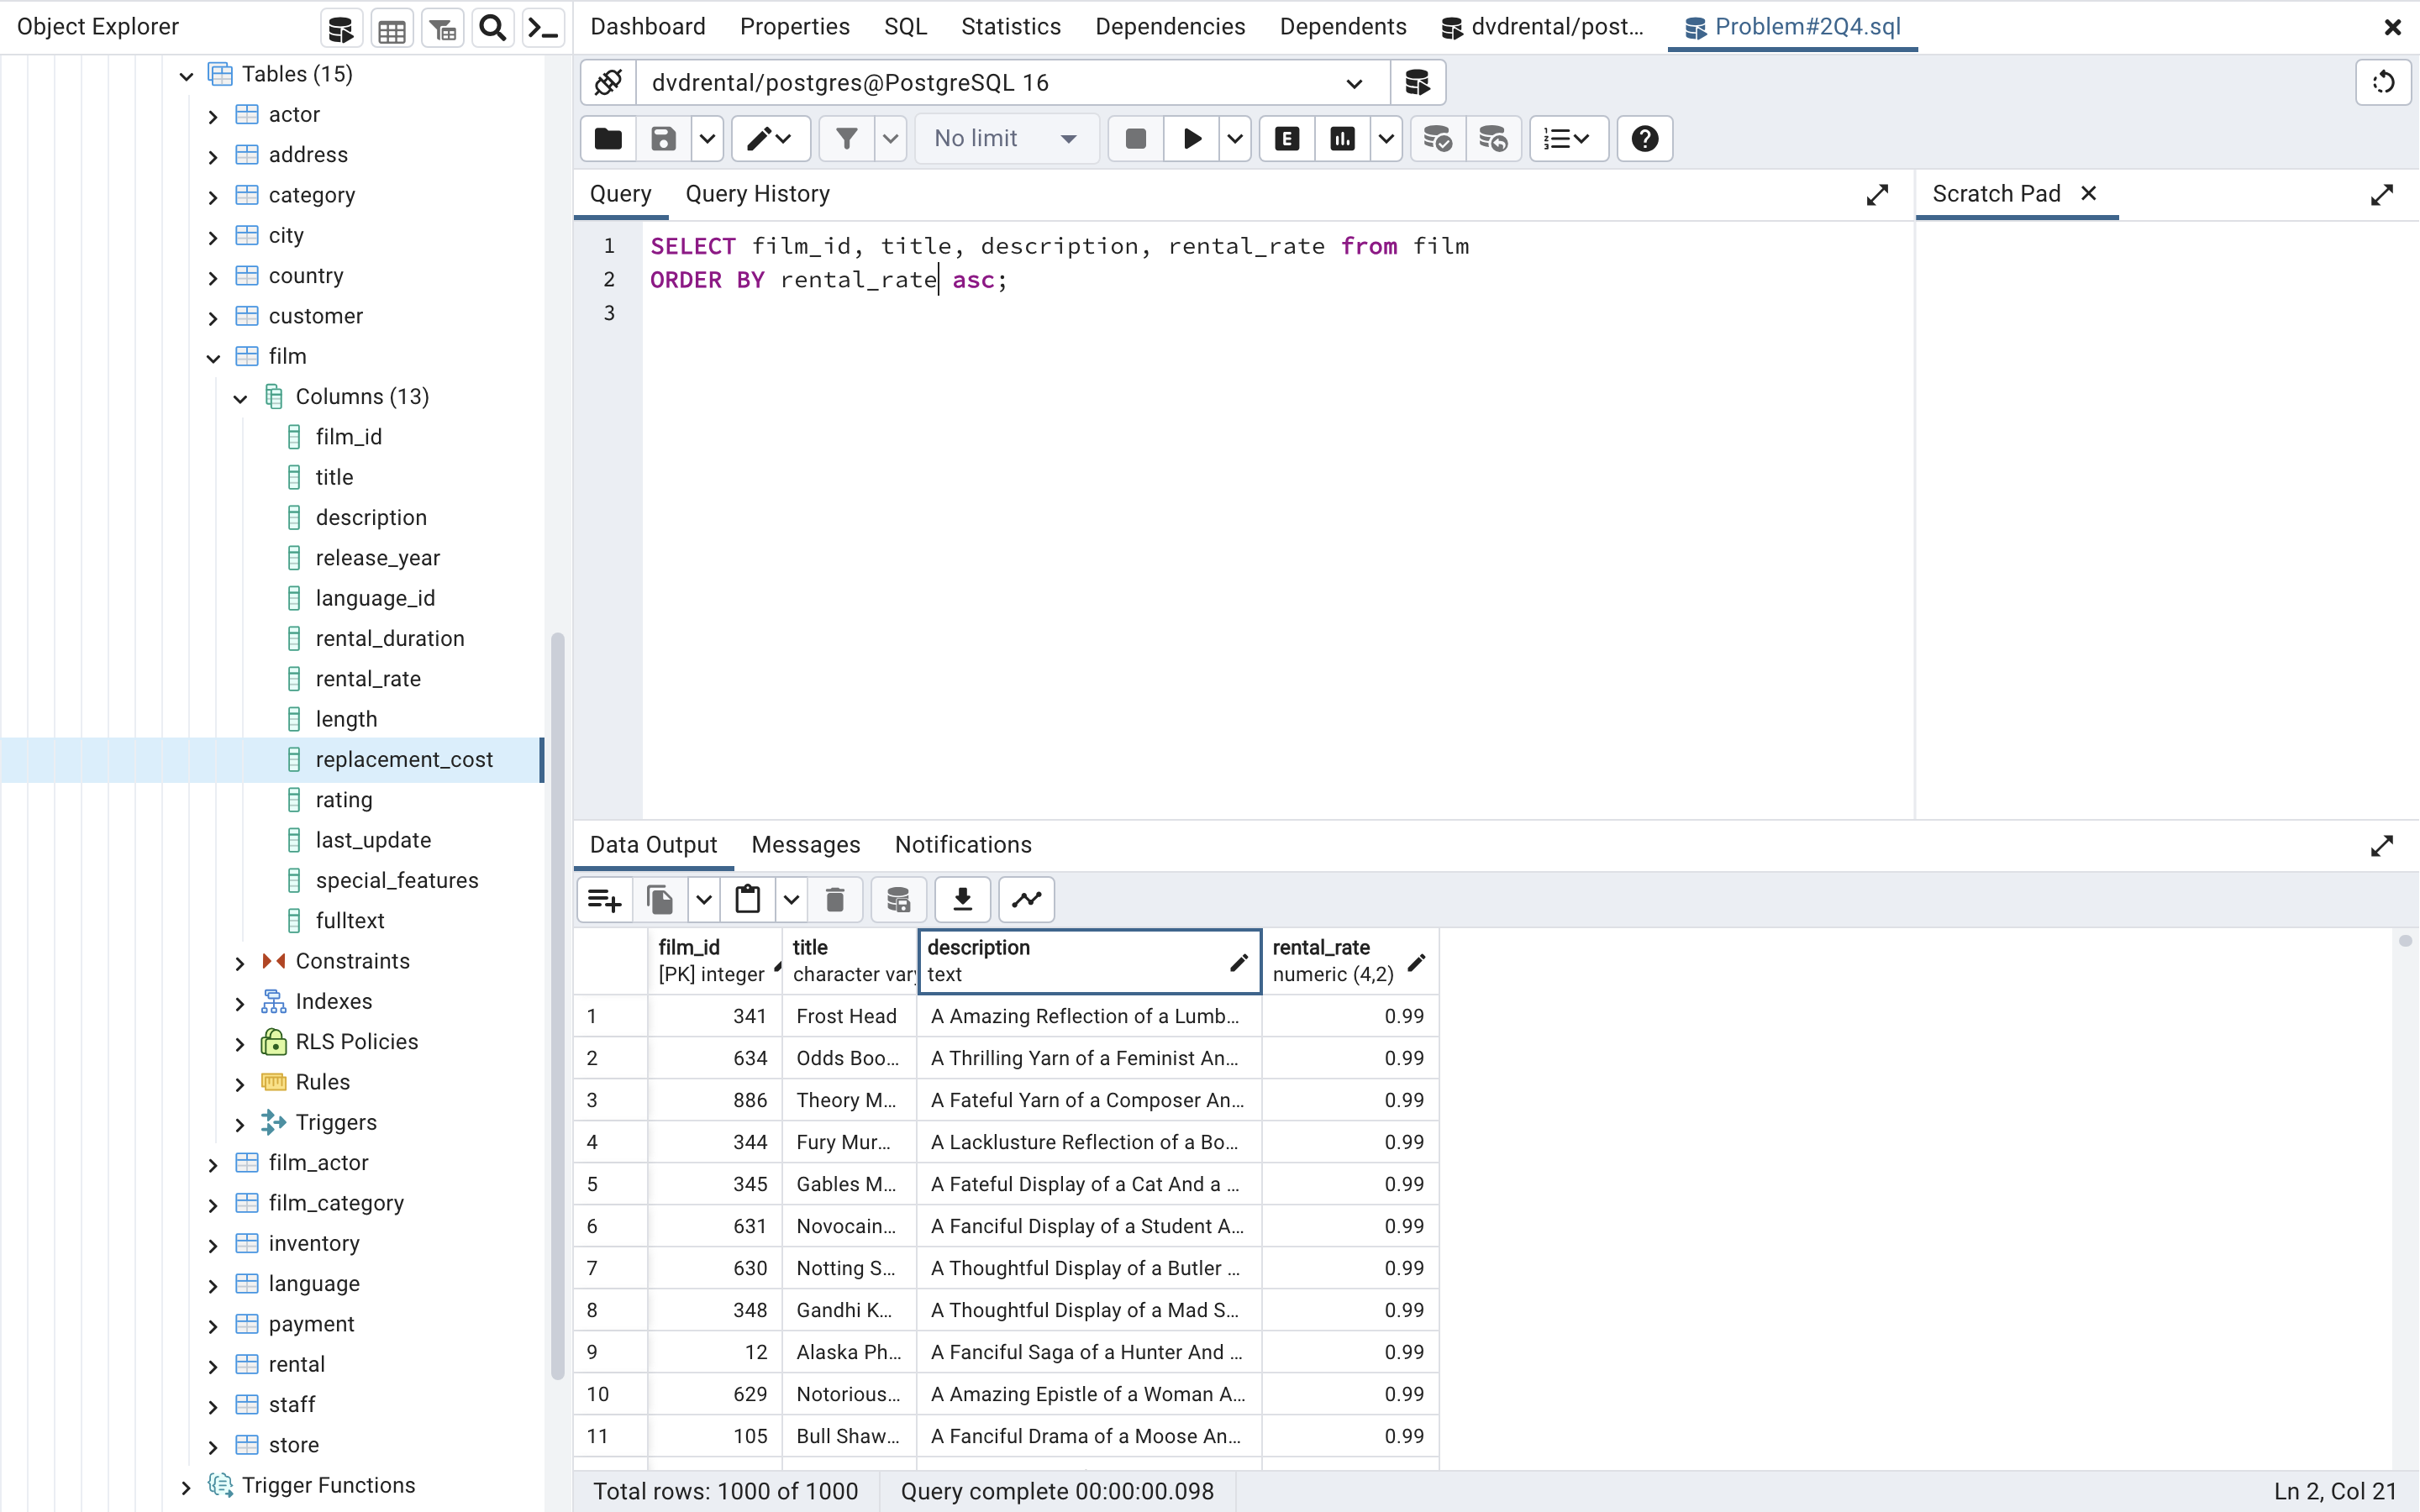 Object Explorer
Tables (15)
actor
address
category
city
country
customer
film
Columns (13)
film_id
title
description
release_year
language_id
rental_duration
rental_rate
length
replacement_cost
rating
last_update
special_features
fulltext
Constraints
Indexes
RLS Policies
Rules
Triggers
film_actor
film_category
inventory
language
payment
rental
staff
store
Trigger Functions
Dashboard Properties SQL Statistics Dependencies Dependents dvdrental/post... Problem#2Q4.sql
dvdrental/postgres@PostgreSQL 16
No limit E
Query Query History Scratch Pad
1 SELECT film_id, title, description, rental_rate from film
2 ORDER BY rental_rate asc;
3
Data Output Messages Notifications
film_id title description rental_rate
[PK] integer character var text numeric (4,2)
1 341 Frost Head A Amazing Reflection of a Lumb... 0.99
2 634 Odds Boo... A Thrilling Yarn of a Feminist An... 0.99
3 886 Theory M... A Fateful Yarn of a Composer An... 0.99
4 344 Fury Mur... A Lacklusture Reflection of a Bo... 0.99
5 345 Gables M... A Fateful Display of a Cat And a ... 0.99
6 631 Novocain... A Fanciful Display of a Student A... 0.99
7 630 Notting S... A Thoughtful Display of a Butler ... 0.99
8 348 Gandhi K... A Thoughtful Display of a Mad S... 0.99
9 12 Alaska Ph... A Fanciful Saga of a Hunter And ... 0.99
10 629 Notorious... A Amazing Epistle of a Woman A... 0.99
11 105 Bull Shaw... A Fanciful Drama of a Moose An... 0.99
Total rows: 1000 of 1000 Query complete 00:00:00.098 Ln 2, Col 21